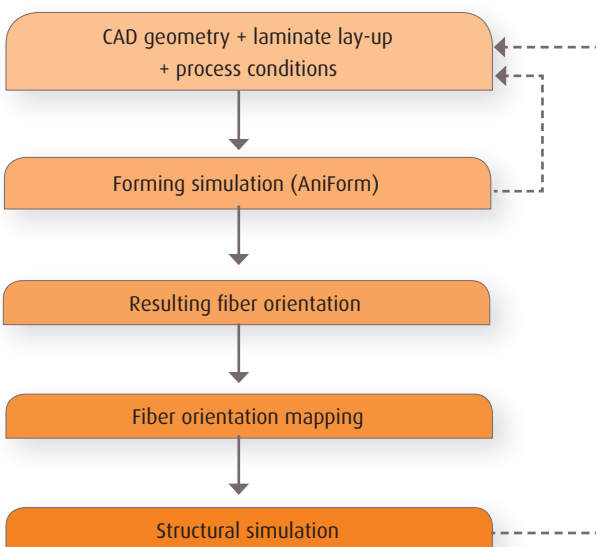 CAD geometry + laminate lay-up
+ process conditions
Forming simulation (AniForm)
Resulting fiber orientation
Fiber orientation mapping
Structural simulation